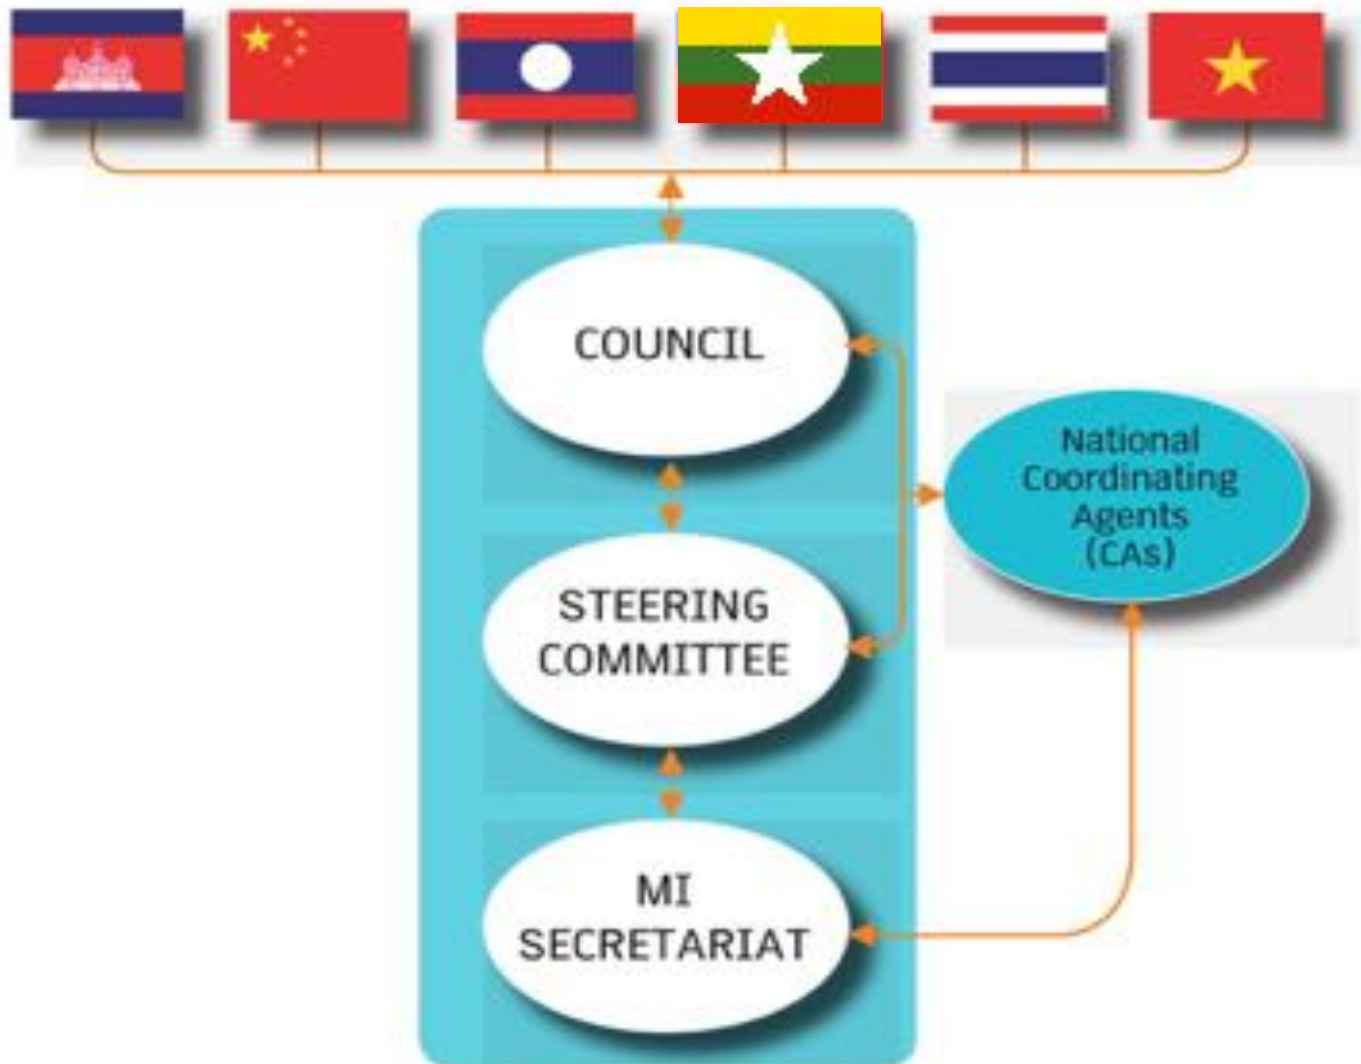 COUNCIL
National
Coordinating
Agents
(CAs)
STEERING
COMMITTEE
MI
SECRETARIAT